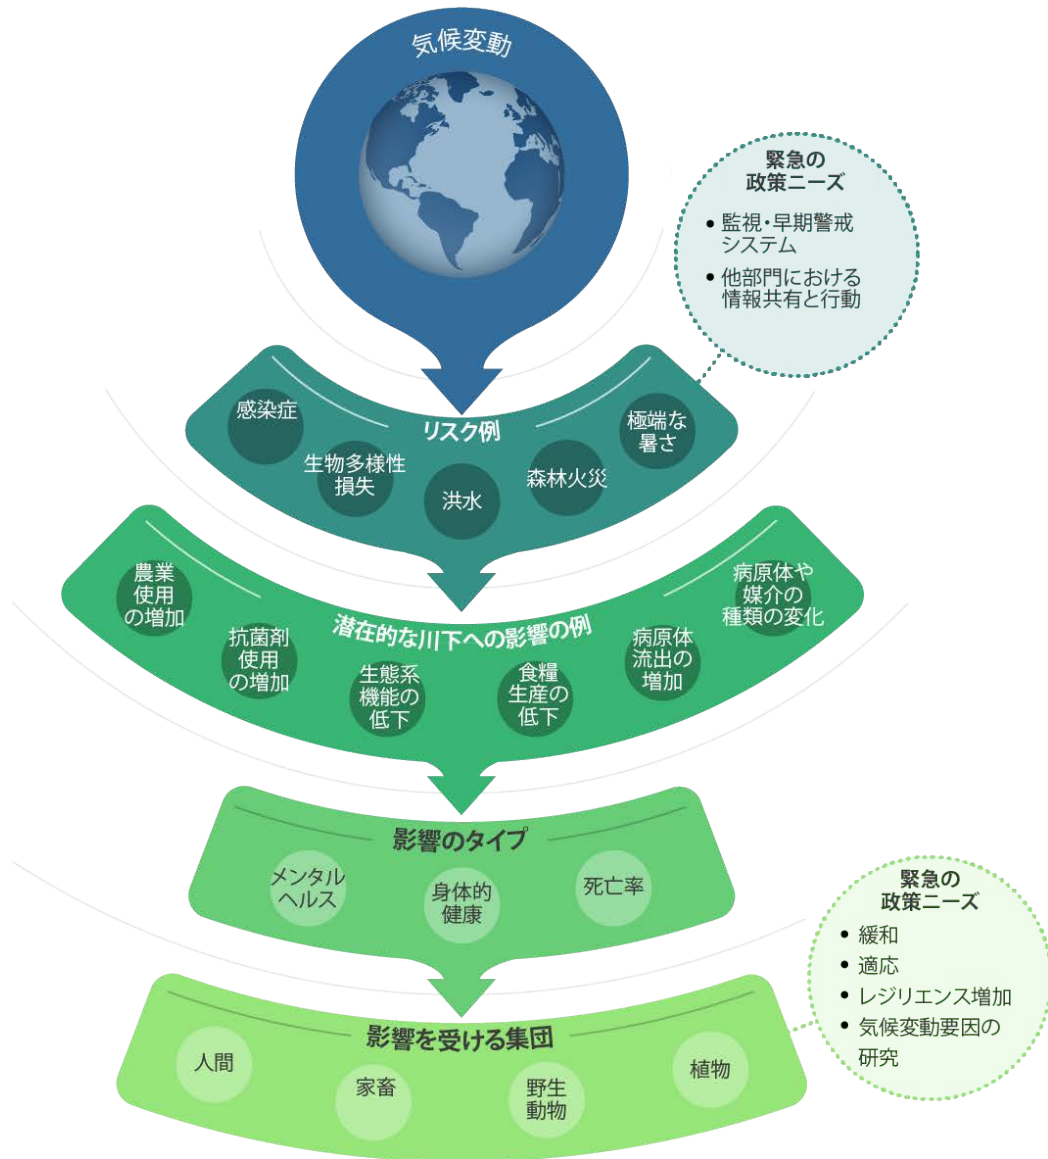 気候変動
緊急の
政策ニーズ
• 監視・早期警戒
システム
• 他部門における
情報共有と行動
リスク例
感染症
生物多様性
損失
洪水
森林火災
極端な
暑さ
潜在的な川下への影響の例
農業
使用
の増加
抗菌剤
使用
の増加
生態系
機能の
低下
食糧
生産の
低下
病原体
流出の
増加
病原体や
媒介の
種類の変化
影響のタイプ
メンタル
ヘルス
身体的
健康
死亡率
緊急の
政策ニーズ
• 緩和
• 適応
• レジリエンス増加
• 気候変動要因の
研究
影響を受ける集団
人間
家畜
野生
動物
植物